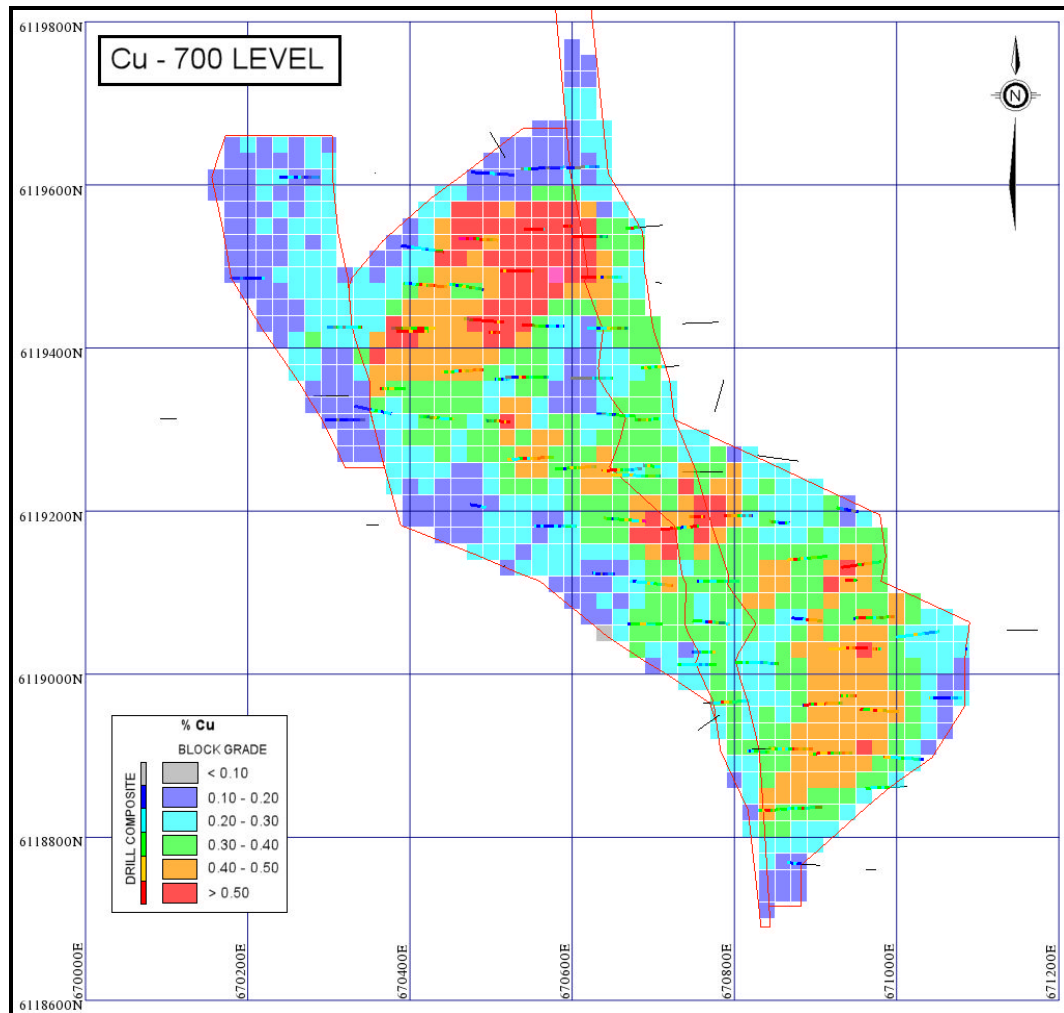 6119800N
Cu - 700 LEVEL
N
6119600N
6119400N
6119200N
6119000N
% Cu
BLOCK GRADE
DRILL COMPOSITE
< 0.10
0.10 - 0.20
0.20 - 0.30
0.30 - 0.40
0.40 - 0.50
> 0.50
6118800N
6118600N
670000E
670200E
670400E
670600E
670800E
671000E
671200E